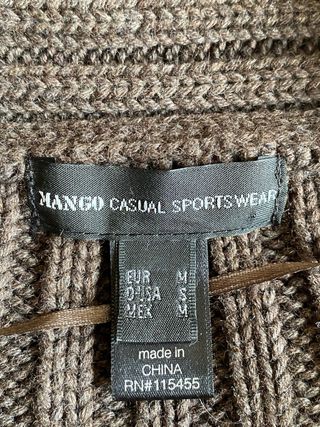 MANGO CASUAL SPORTSWEAR
EUR M
D-USA S
MEX M
made in
CHINA
RN#115455